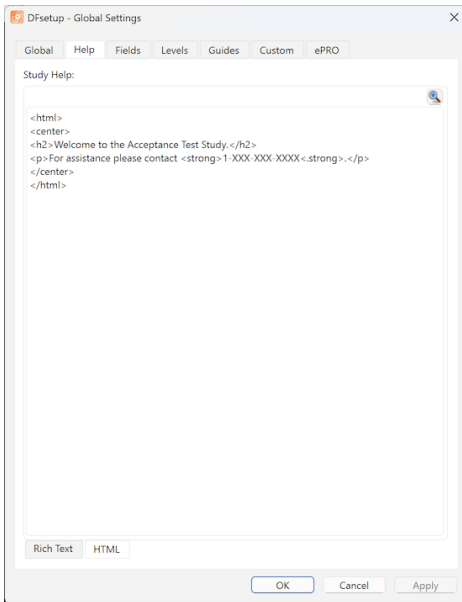 DFsetup - Global Settings
Global Help Fields Levels Guides Custom ePRO
Study Help:
<html>
<center>
<h2>Welcome to the Acceptance Test Study.</h2>
<p>For assistance please contact <strong>1-XXX-XXX-XXXX<.strong>.</p>
</center>
</html>
Rich Text HTML
OK Cancel Apply